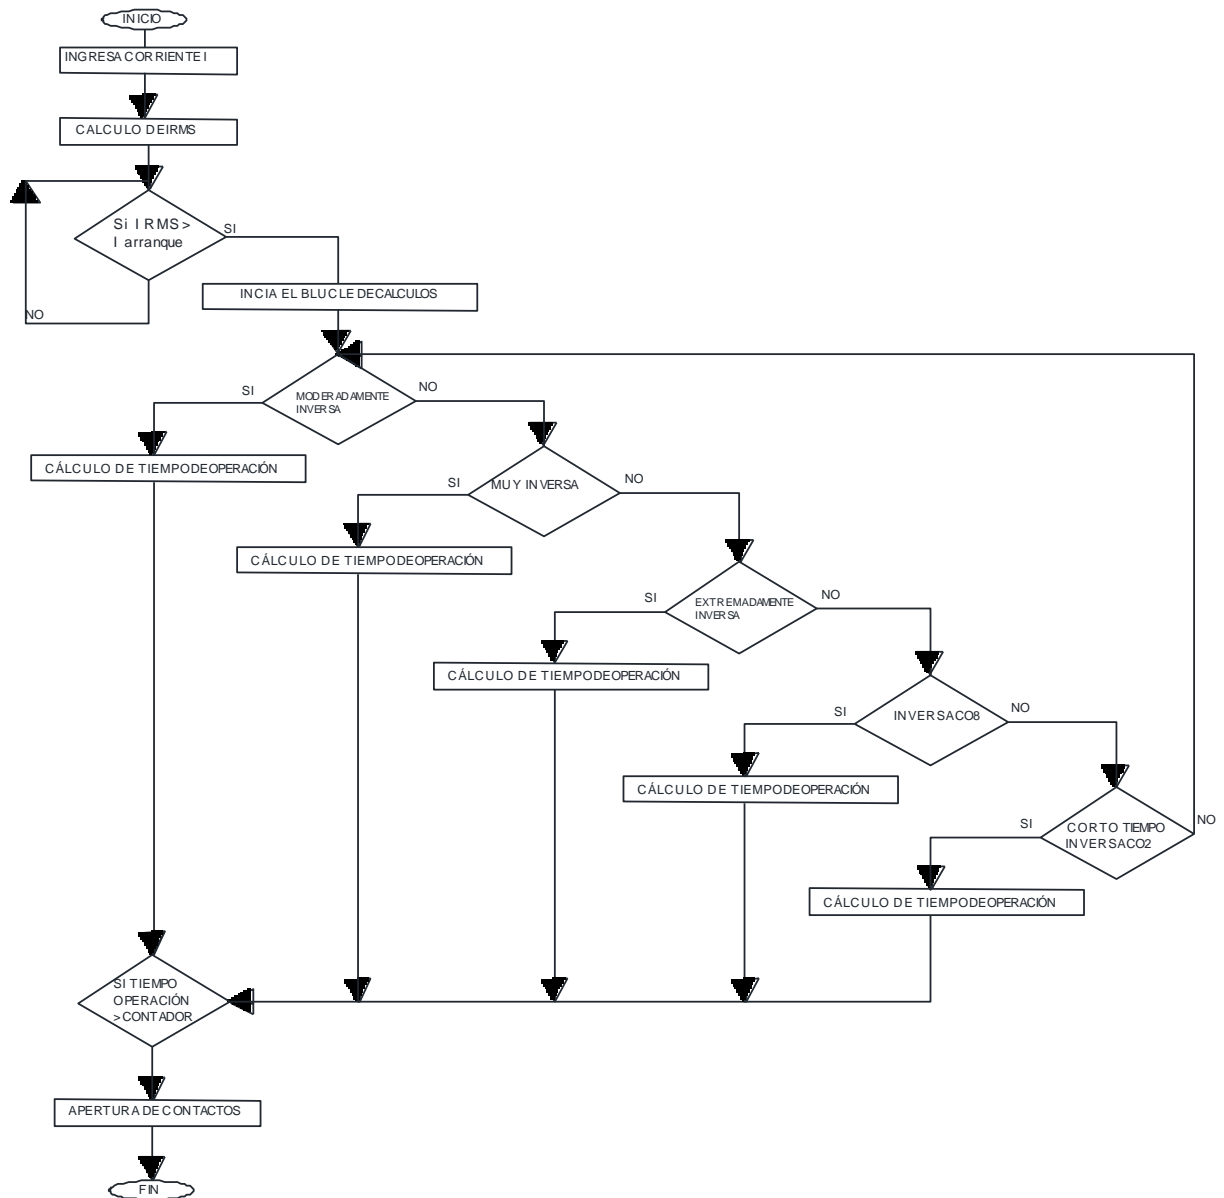 INICIO
INGRESA CORRIENTE I
CALCULO DE IRMS
Si I RMS >
I arranque
SI
NO
INCIA EL BLUCLE DE CALCULOS
SI
MODERADAMENTE
INVERSA
NO
CÁLCULO DE TIEMPO DE OPERACIÓN
SI
MUY INVERSA
NO
CÁLCULO DE TIEMPO DE OPERACIÓN
SI
EXTREMADAMENTE
INVERSA
NO
CÁLCULO DE TIEMPO DE OPERACIÓN
SI
INVERSA CO8
NO
CÁLCULO DE TIEMPO DE OPERACIÓN
SI
CORTO TIEMPO
INVERSA CO2
NO
CÁLCULO DE TIEMPO DE OPERACIÓN
SI TIEMPO
OPERACIÓN
>CONTADOR
APERTURA DE CONTACTOS
FIN